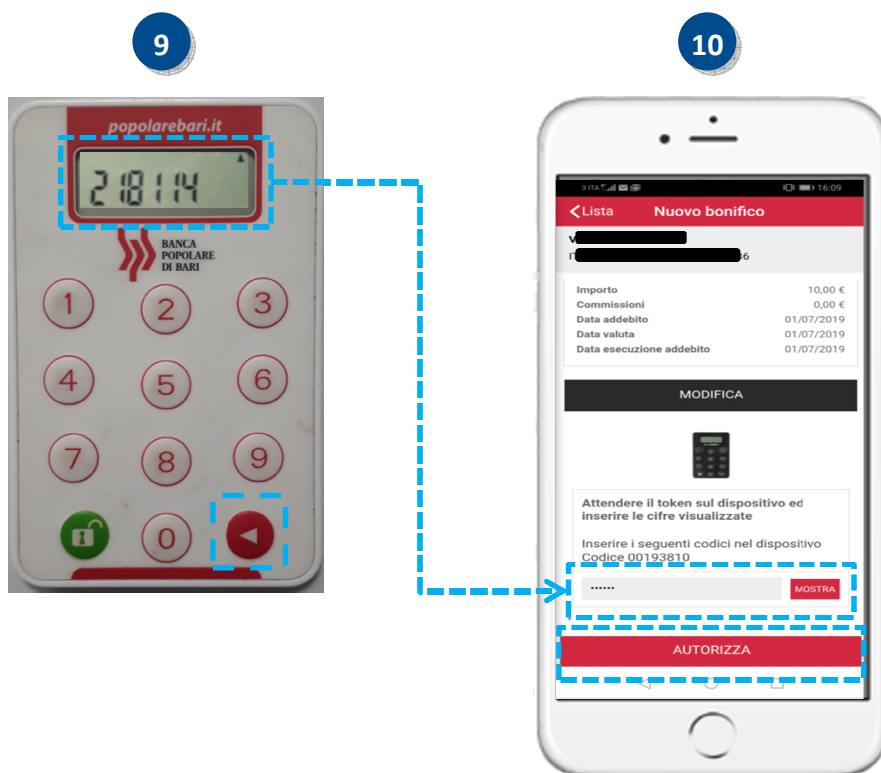 9
10
popolarebari.it
218114
BANCA
POPOLARE
DI BARI
1
2
3
4
5
6
7
8
9
0
3 ITA
16:09
Lista Nuovo bonifico
Importo 10,00 €
Commissioni 0,00 €
Data addebito 01/07/2019
Data valuta 01/07/2019
Data esecuzione addebito 01/07/2019
MODIFICA
Attendere il token sul dispositivo ed
inserire le cifre visualizzate
Inserire i seguenti codici nel dispositivo
Codice 00193810
······ MOSTRA
AUTORIZZA